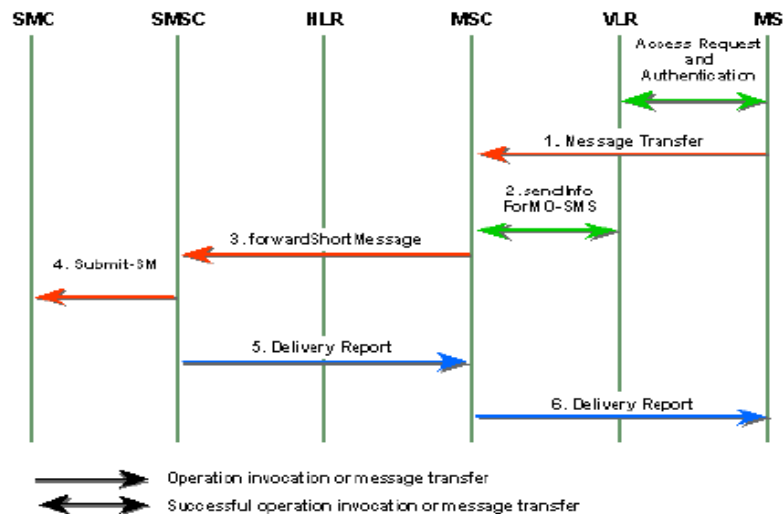 SMC SMSC HLR MSC VLR MS
Access Request
and
Authentication
1. Message Transfer
2. sendInfo
ForMO-SMS
3. forwardShortMessage
4. Submit-SM
5. Delivery Report
6. Delivery Report
Operation invocation or message transfer
Successful operation invocation or message transfer